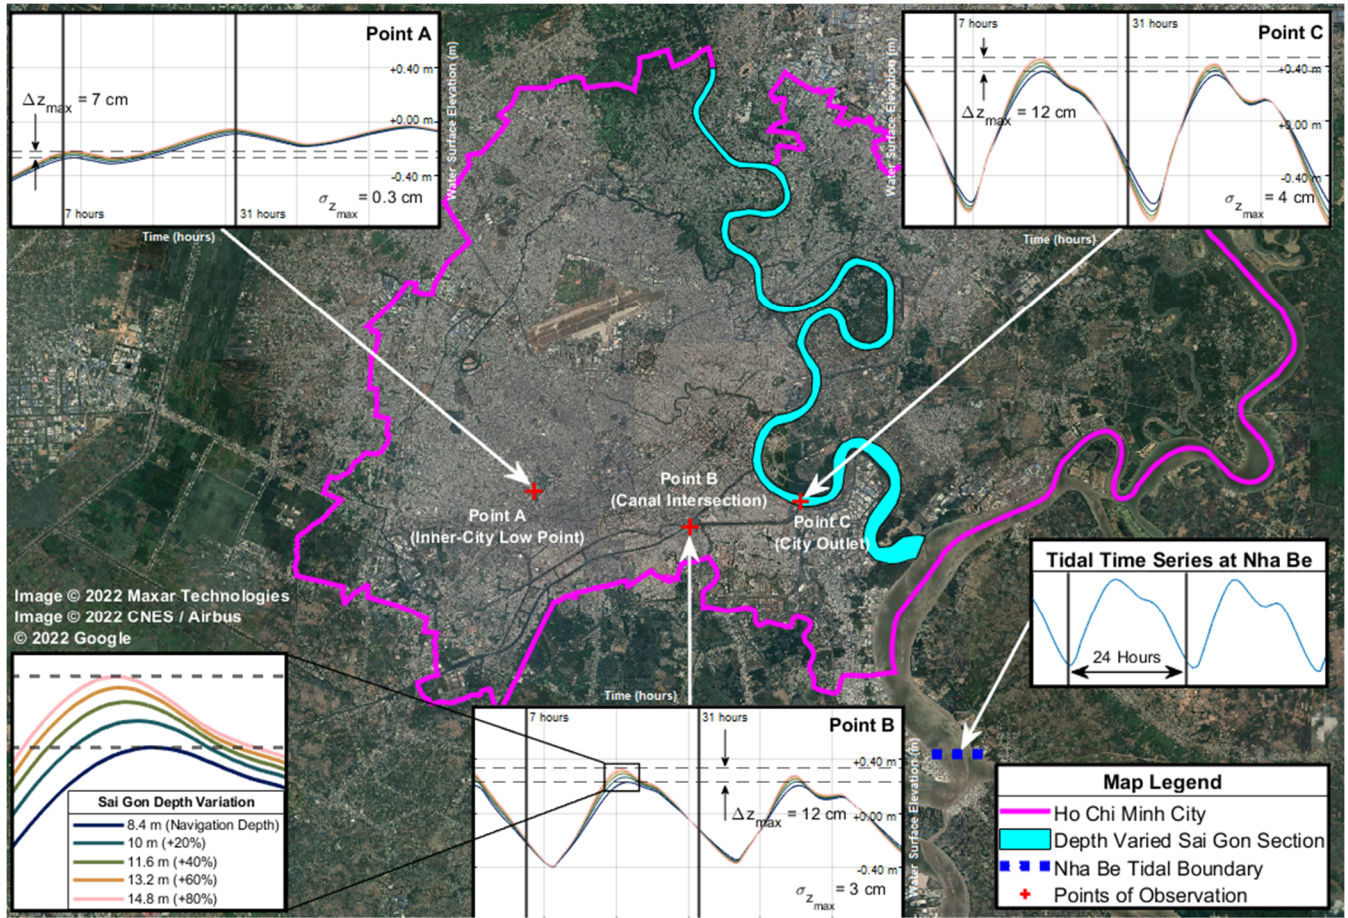 Point A
+0.40 m
Δz_max = 7 cm
+0.00 m
-0.40 m
σ_z_max = 0.3 cm
7 hours
31 hours
Time (hours)
Water Surface Elevation (m)
7 hours
31 hours
Point C
+0.40 m
Δz_max = 12 cm
+0.00 m
-0.40 m
σ_z_max = 4 cm
Time (hours)
Water Surface Elevation (m)
Point A
(Inner-City Low Point)
Point B
(Canal Intersection)
Point C
(City Outlet)
Image © 2022 Maxar Technologies
Image © 2022 CNES / Airbus
© 2022 Google
Tidal Time Series at Nha Be
24 Hours
Sai Gon Depth Variation
8.4 m (Navigation Depth)
10 m (+20%)
11.6 m (+40%)
13.2 m (+60%)
14.8 m (+80%)
Time (hours)
7 hours
31 hours
Point B
+0.40 m
Δz_max = 12 cm
+0.00 m
-0.40 m
σ_z_max = 3 cm
Water Surface Elevation (m)
Map Legend
Ho Chi Minh City
Depth Varied Sai Gon Section
Nha Be Tidal Boundary
Points of Observation